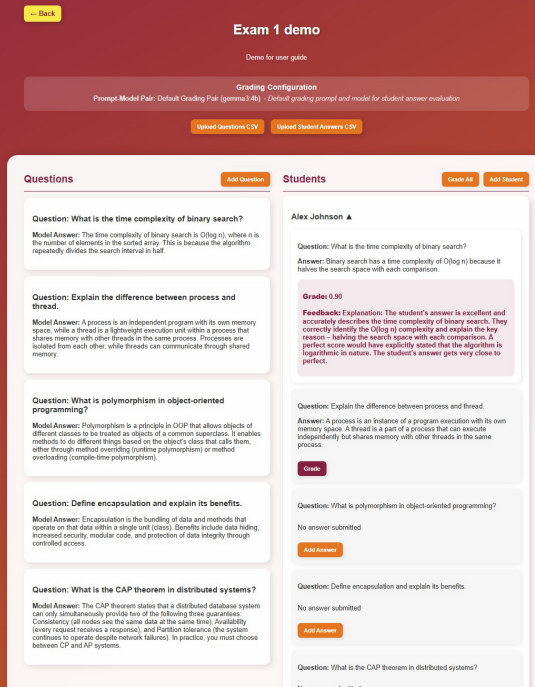 ← Back
Exam 1 demo
Demo for user guide
Grading Configuration
Prompt-Model Pair: Default Grading Pair (gemma3:4b) - Default grading prompt and model for student answer evaluation
Upload Questions CSV
Upload Student Answers CSV
Questions
Add Question
Question: What is the time complexity of binary search?
Model Answer: The time complexity of binary search is O(log n), where n is
the number of elements in the sorted array. This is because the algorithm
repeatedly divides the search interval in half.
Question: Explain the difference between process and
thread.
Model Answer: A process is an independent program with its own memory
space, while a thread is a lightweight execution unit within a process that
shares memory with other threads in the same process. Processes are
isolated from each other, while threads can communicate through shared
memory.
Question: What is polymorphism in object-oriented
programming?
Model Answer: Polymorphism is a principle in OOP that allows objects of
different classes to be treated as objects of a common superclass. It enables
methods to do different things based on the object's class that calls them,
either through method overriding (runtime polymorphism) or method
overloading (compile-time polymorphism).
Question: Define encapsulation and explain its benefits.
Model Answer: Encapsulation is the bundling of data and methods that
operate on that data within a single unit (class). Benefits include data hiding,
increased security, modular code, and protection of data integrity through
controlled access.
Question: What is the CAP theorem in distributed systems?
Model Answer: The CAP theorem states that a distributed database system
can only simultaneously provide two of the following three guarantees:
Consistency (all nodes see the same data at the same time), Availability
(every request receives a response), and Partition tolerance (the system
continues to operate despite network failures). In practice, you must choose
between CP and AP systems.
Students
Grade All
Add Student
Alex Johnson ▲
Question: What is the time complexity of binary search?
Answer: Binary search has a time complexity of O(log n) because it
halves the search space with each comparison.
Grade: 0.90
Feedback: Explanation: The student's answer is excellent and
accurately describes the time complexity of binary search. They
correctly identify the O(log n) complexity and explain the key
reason – halving the search space with each comparison. A
perfect score would have explicitly stated that the algorithm is
logarithmic in nature. The student's answer gets very close to
perfect.
Question: Explain the difference between process and thread.
Answer: A process is an instance of a program execution with its own
memory space. A thread is a part of a process that can execute
independently but shares memory with other threads in the same
process.
Grade
Question: What is polymorphism in object-oriented programming?
No answer submitted
Add Answer
Question: Define encapsulation and explain its benefits.
No answer submitted
Add Answer
Question: What is the CAP theorem in distributed systems?